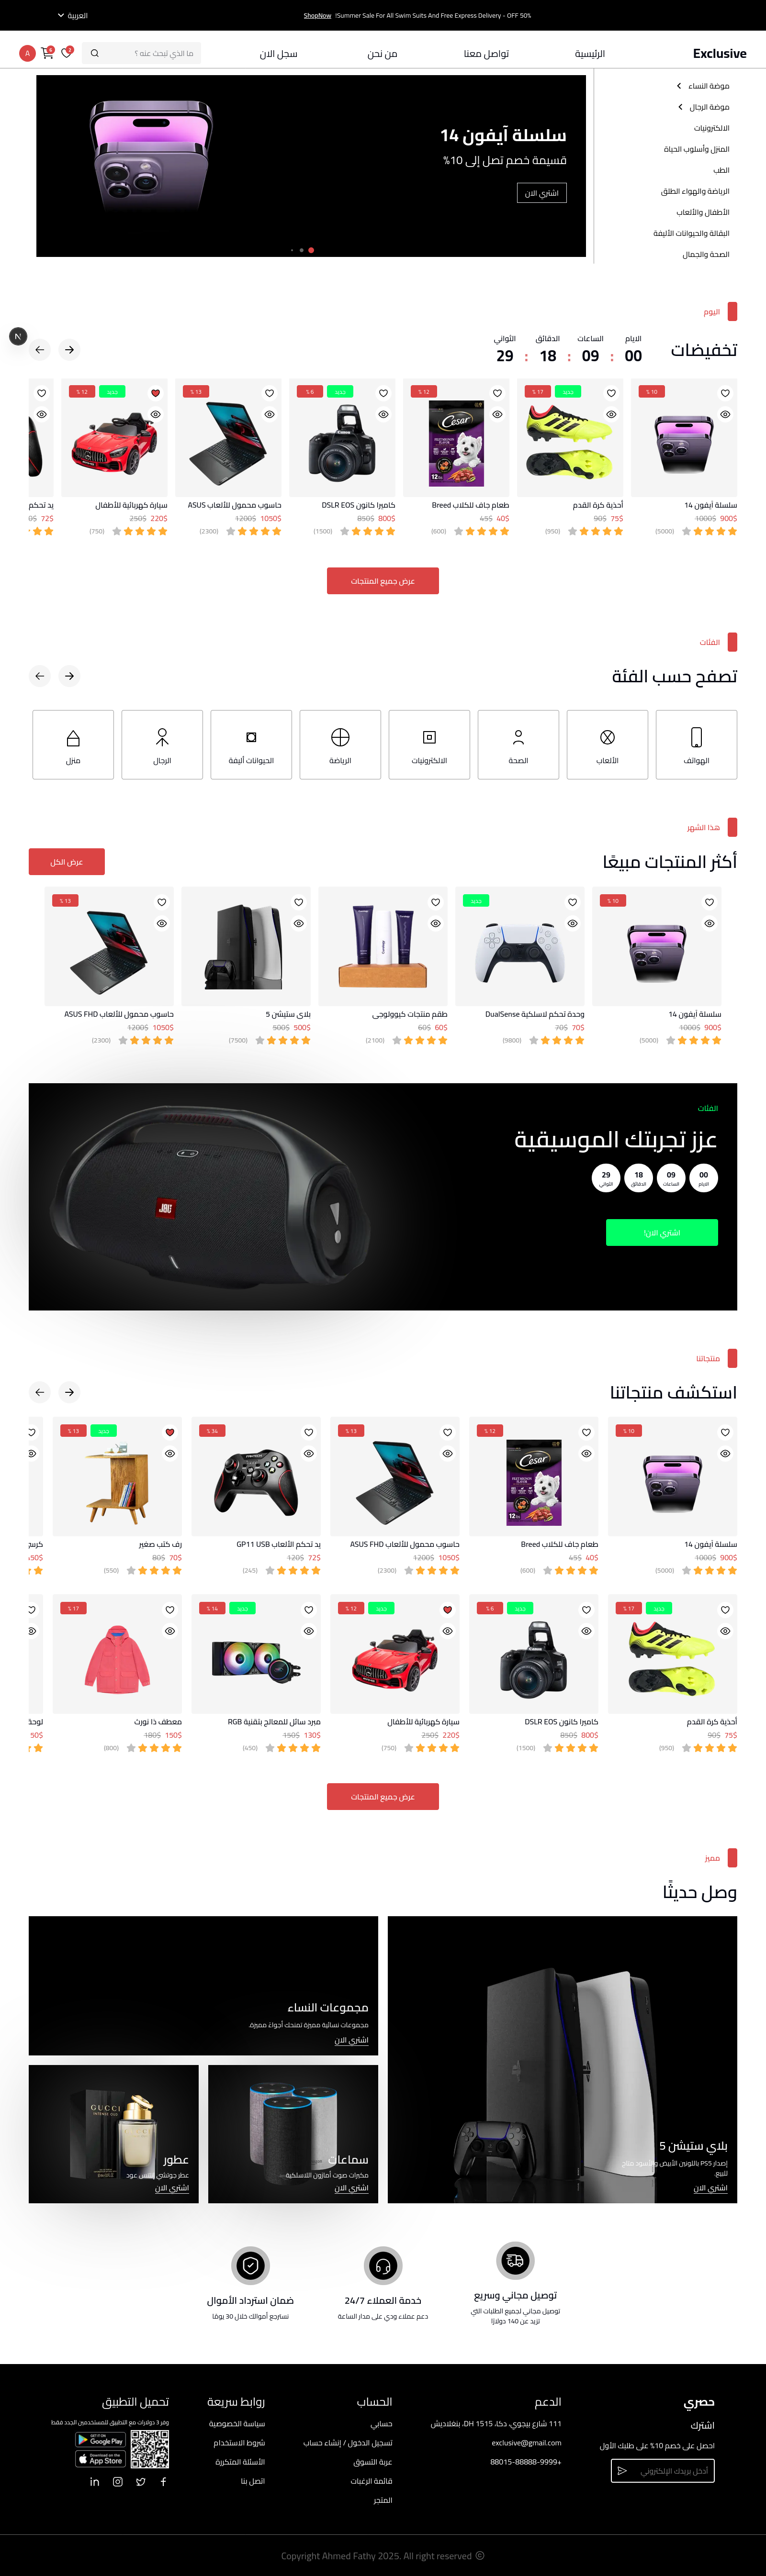 العربية
!Summer Sale For All Swim Suits And Free Express Delivery - OFF 50% ShopNow
Exclusive
الرئيسية
تواصل معنا
من نحن
سجل الان
ما الذي تبحث عنه ؟
A
موضة النساء
موضة الرجال
الالكترونيات
المنزل وأسلوب الحياة
الطب
الرياضة والهواء الطلق
الأطفال والألعاب
البقالة والحيوانات الأليفة
الصحة والجمال
سلسلة آيفون 14
قسيمة خصم تصل إلى 10%
اشتري الان
اليوم
تخفيضات
الايام الساعات الدقائق الثواني
00 : 09 : 18 : 29
10 %
سلسلة آيفون 14
900$ 1000$
(5000)
جديد 17 %
أحذية كرة القدم
75$ 90$
(950)
12 %
طعام جاف للكلاب Breed
40$ 45$
(600)
جديد 6 %
كاميرا كانون DSLR EOS
800$ 850$
(1500)
13 %
حاسوب محمول للألعاب ASUS
1050$ 1200$
(2300)
جديد 12 %
سيارة كهربائية للأطفال
220$ 250$
(750)
يد تحكم
72$
عرض جميع المنتجات
الفئات
تصفح حسب الفئة
الهواتف
الألعاب
الصحة
الالكترونيات
الرياضة
الحيوانات أليفة
الرجال
منزل
هذا الشهر
أكثر المنتجات مبيعًا
عرض الكل
10 %
سلسلة آيفون 14
900$ 1000$
(5000)
جديد
وحدة تحكم لاسلكية DualSense
70$ 70$
(9800)
طقم منتجات كيوولوجي
60$ 60$
(2100)
بلاي ستيشن 5
500$ 500$
(7500)
13 %
حاسوب محمول للألعاب ASUS FHD
1050$ 1200$
(2300)
الفئات
عزز تجربتك الموسيقية
00 الايام
09 الساعات
18 الدقائق
29 الثواني
اشتري الان!
JBL
منتجاتنا
استكشف منتجاتنا
10 %
سلسلة آيفون 14
900$ 1000$
(5000)
12 %
طعام جاف للكلاب Breed
40$ 45$
(600)
13 %
حاسوب محمول للألعاب ASUS FHD
1050$ 1200$
(2300)
34 %
يد تحكم الألعاب GP11 USB
72$ 120$
(245)
جديد 13 %
رف كتب صغير
70$ 80$
(550)
جديد 17 %
أحذية كرة القدم
75$ 90$
(950)
جديد 6 %
كاميرا كانون DSLR EOS
800$ 850$
(1500)
جديد 12 %
سيارة كهربائية للأطفال
220$ 250$
(750)
جديد 14 %
مبرد سائل للمعالج بتقنية RGB
130$ 150$
(450)
17 %
معطف ذا نورث
150$ 180$
(800)
عرض جميع المنتجات
مميز
وصل حديثًا
بلاي ستيشن 5
إصدار PS5 باللونين الأبيض والأسود متاح للبيع.
اشتري الان
مجموعات النساء
مجموعات نسائية مميزة تمنحك أجواءً مميزة.
اشتري الان
سماعات
مكبرات صوت أمازون اللاسلكية
اشتري الان
GUCCI
عطور
عطر جوتشي إنتنس عود
اشتري الان
توصيل مجاني وسريع
توصيل مجاني لجميع الطلبات التي
تزيد عن 140 دولارًا
خدمة العملاء 24/7
دعم عملاء ودي على مدار الساعة
ضمان استرداد الأموال
نسترجع أموالك خلال 30 يومًا
حصري
اشترك
احصل على خصم 10% على طلبك الأول
أدخل بريدك الإلكتروني
الدعم
111 شارع بيجوي، دكا، DH 1515، بنغلاديش
exclusive@gmail.com
+88015-88888-9999
الحساب
حسابي
تسجيل الدخول / إنشاء حساب
عربة التسوق
قائمة الرغبات
المتجر
روابط سريعة
سياسة الخصوصية
شروط الاستخدام
الأسئلة المتكررة
اتصل بنا
تحميل التطبيق
وفر 3 دولارات مع التطبيق للمستخدمين الجدد فقط
GET IT ON
Google Play
Download on the
App Store
Copyright Ahmed Fathy 2025. All right reserved ©